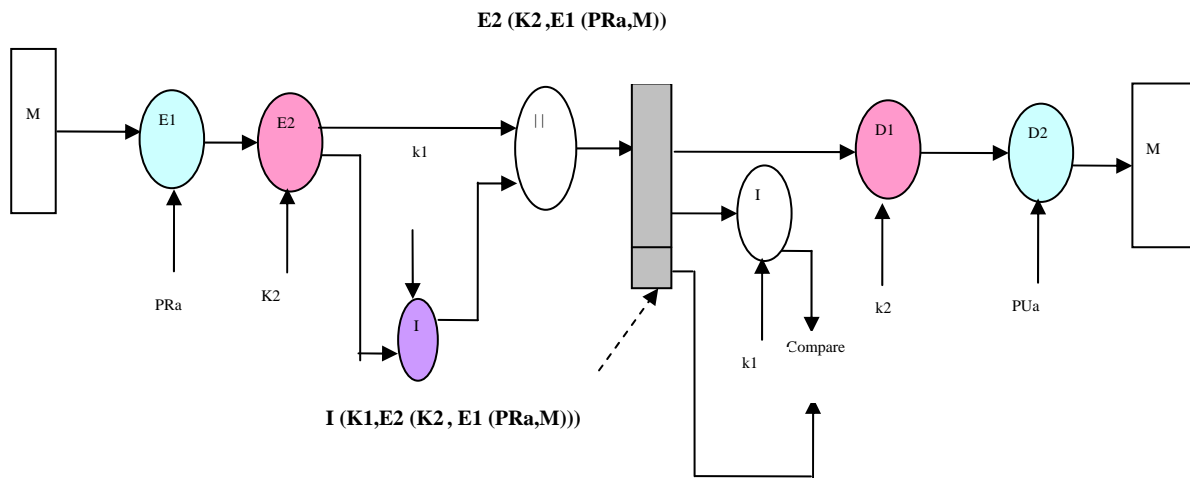 E2 (K2 ,E1 (PRa,M))
M
E1
E2
||
D1
D2
M
k1
I
PRa
K2
I
k2
PUa
k1
Compare
I (K1,E2 (K2 , E1 (PRa,M)))